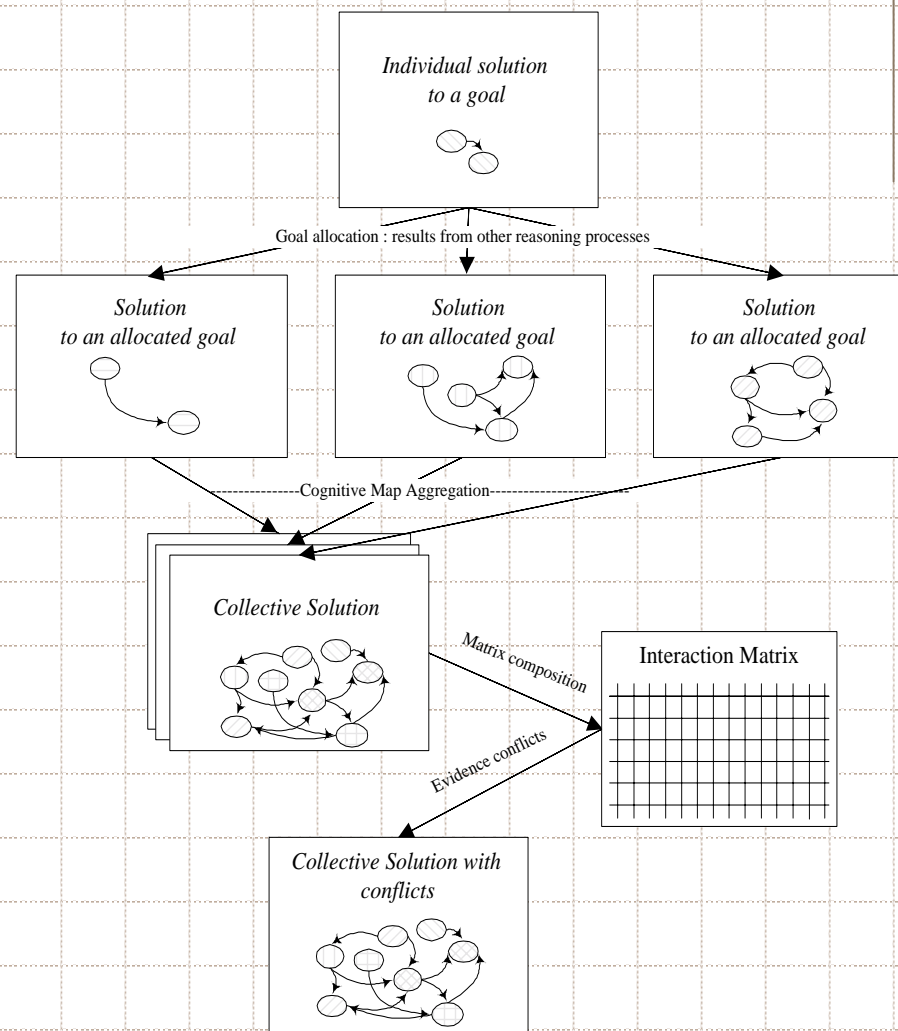 Individual solution
to a goal
Goal allocation : results from other reasoning processes
Solution
to an allocated goal
Solution
to an allocated goal
Solution
to an allocated goal
Cognitive Map Aggregation
Collective Solution
Matrix composition
Interaction Matrix
Evidence conflicts
Collective Solution with
conflicts